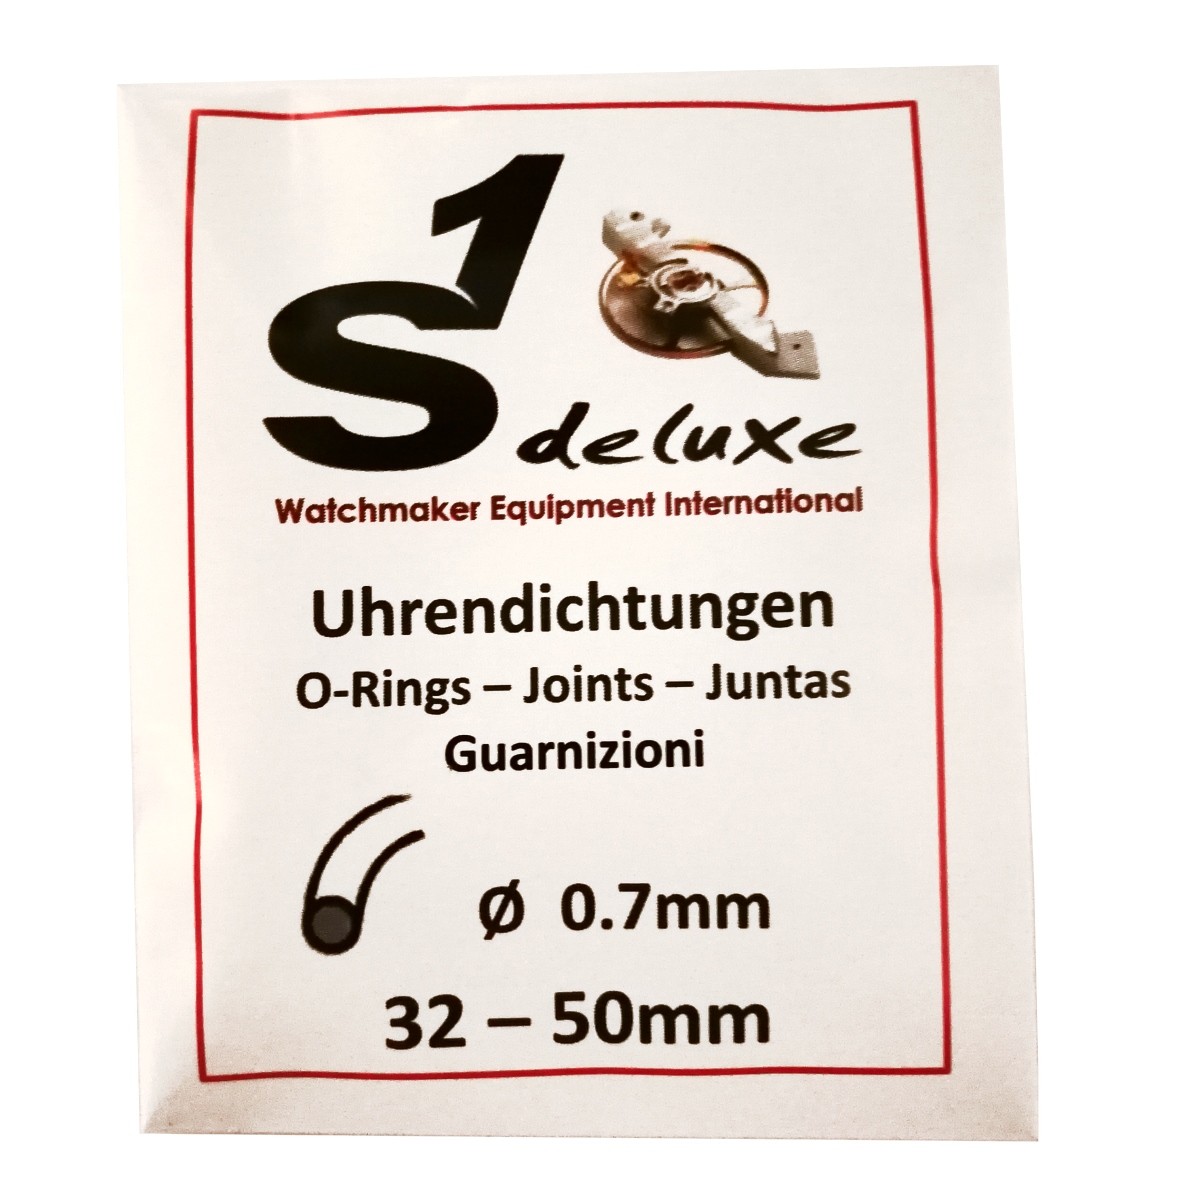 S1
deluxe
Watchmaker Equipment International
Uhrendichtungen
O-Rings – Joints – Juntas
Guarnizioni
Ø 0.7mm
32 – 50mm